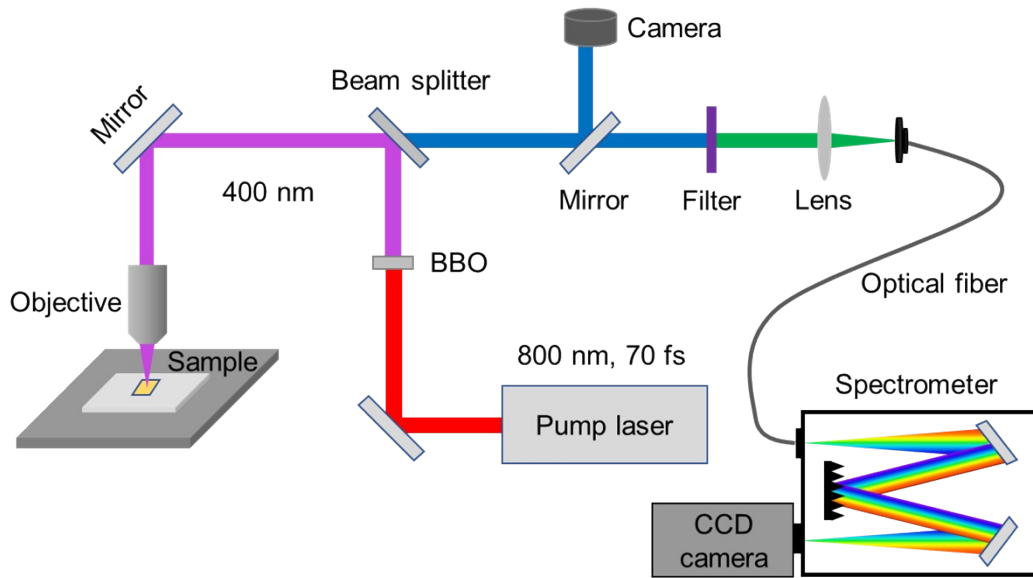 Camera
Beam splitter
Mirror
400 nm
Mirror
Filter
Lens
BBO
Objective
Optical fiber
Sample
800 nm, 70 fs
Spectrometer
Pump laser
CCD
camera